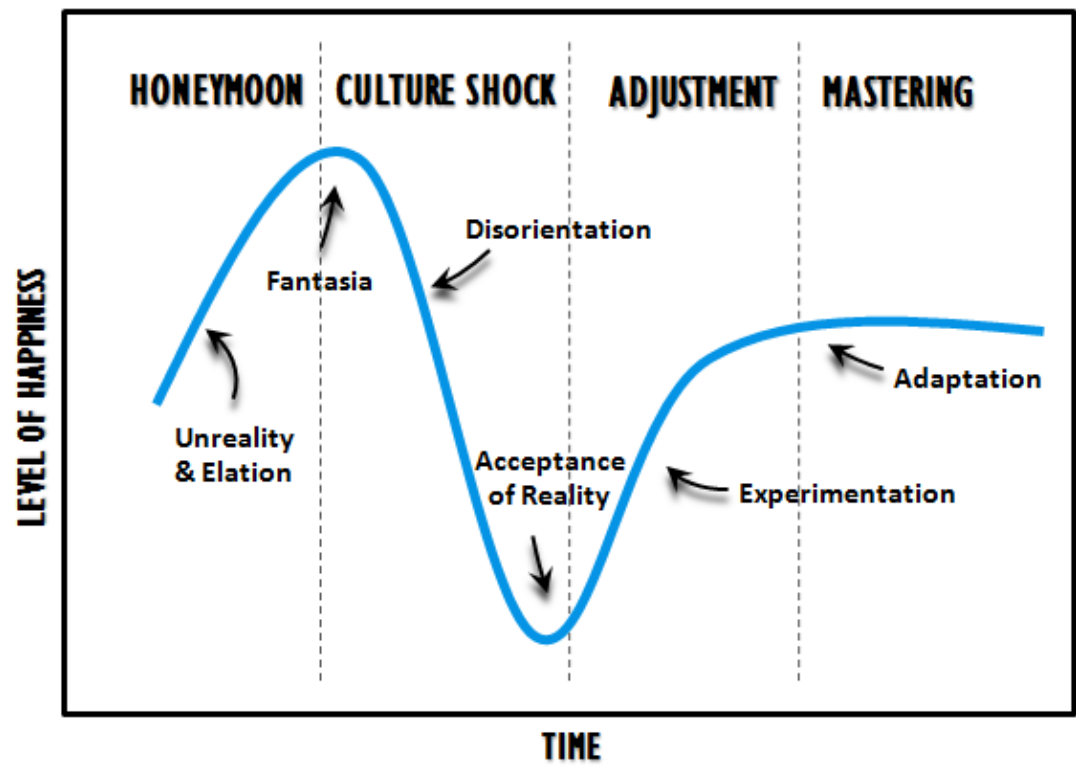 HONEYMOON
CULTURE SHOCK
ADJUSTMENT
MASTERING
Disorientation
Fantasia
Adaptation
Unreality
& Elation
Acceptance
of Reality
Experimentation
LEVEL OF HAPPINESS
TIME